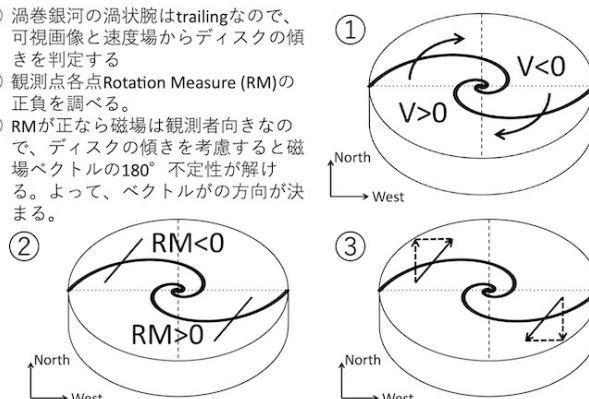 渦巻銀河の渦状腕はtrailingなので、
可視画像と速度場からディスクの傾
きを判定する
観測点各点Rotation Measure (RM)の
正負を調べる。
RMが正なら磁場は観測者向きなの
で、ディスクの傾きを考慮すると磁
場ベクトルの180° 不定性が解け
る。よって、ベクトルがの方向が決
まる。
①
V<0
V>0
North
West
②
RM<0
RM>0
North
West
③
North
West